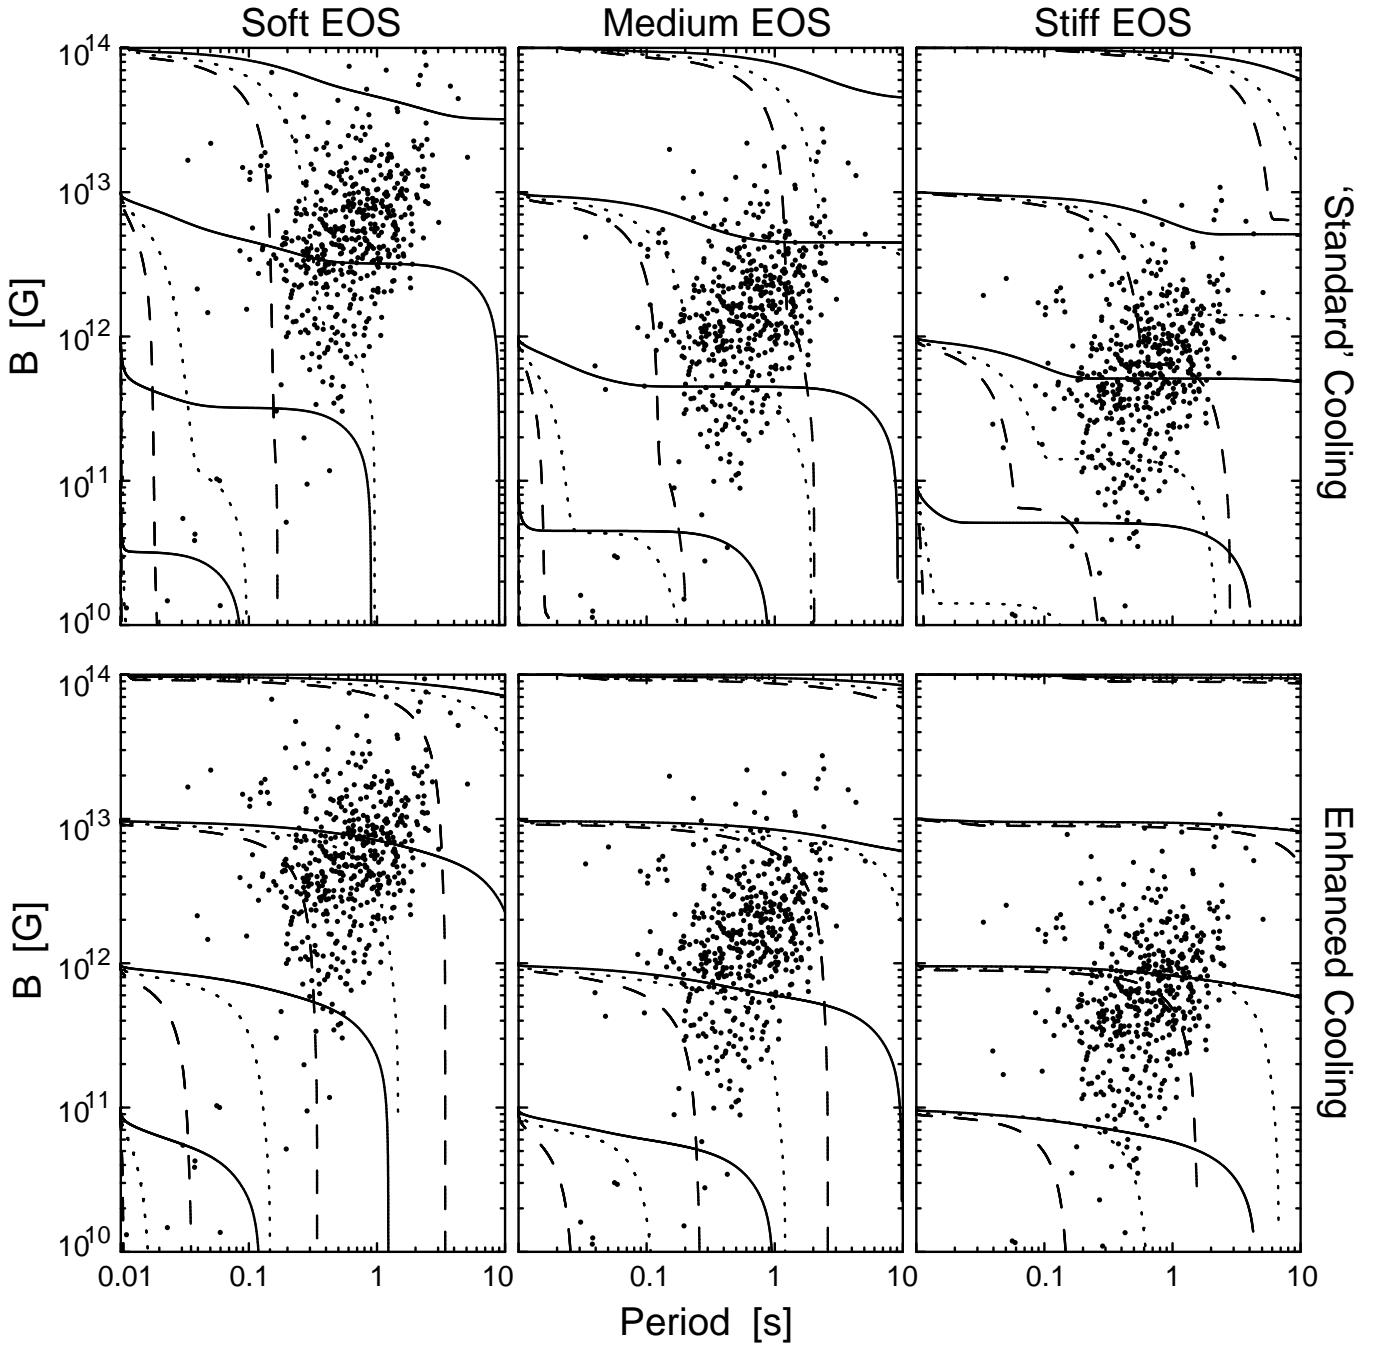 Soft EOS Medium EOS Stiff EOS
10^14
10^13
10^12
10^11
10^10
B [G]
'Standard' Cooling
10^14
10^13
10^12
10^11
10^10
B [G]
Enhanced Cooling
0.01 0.1 1 10 0.1 1 10 0.1 1 10
Period [s]